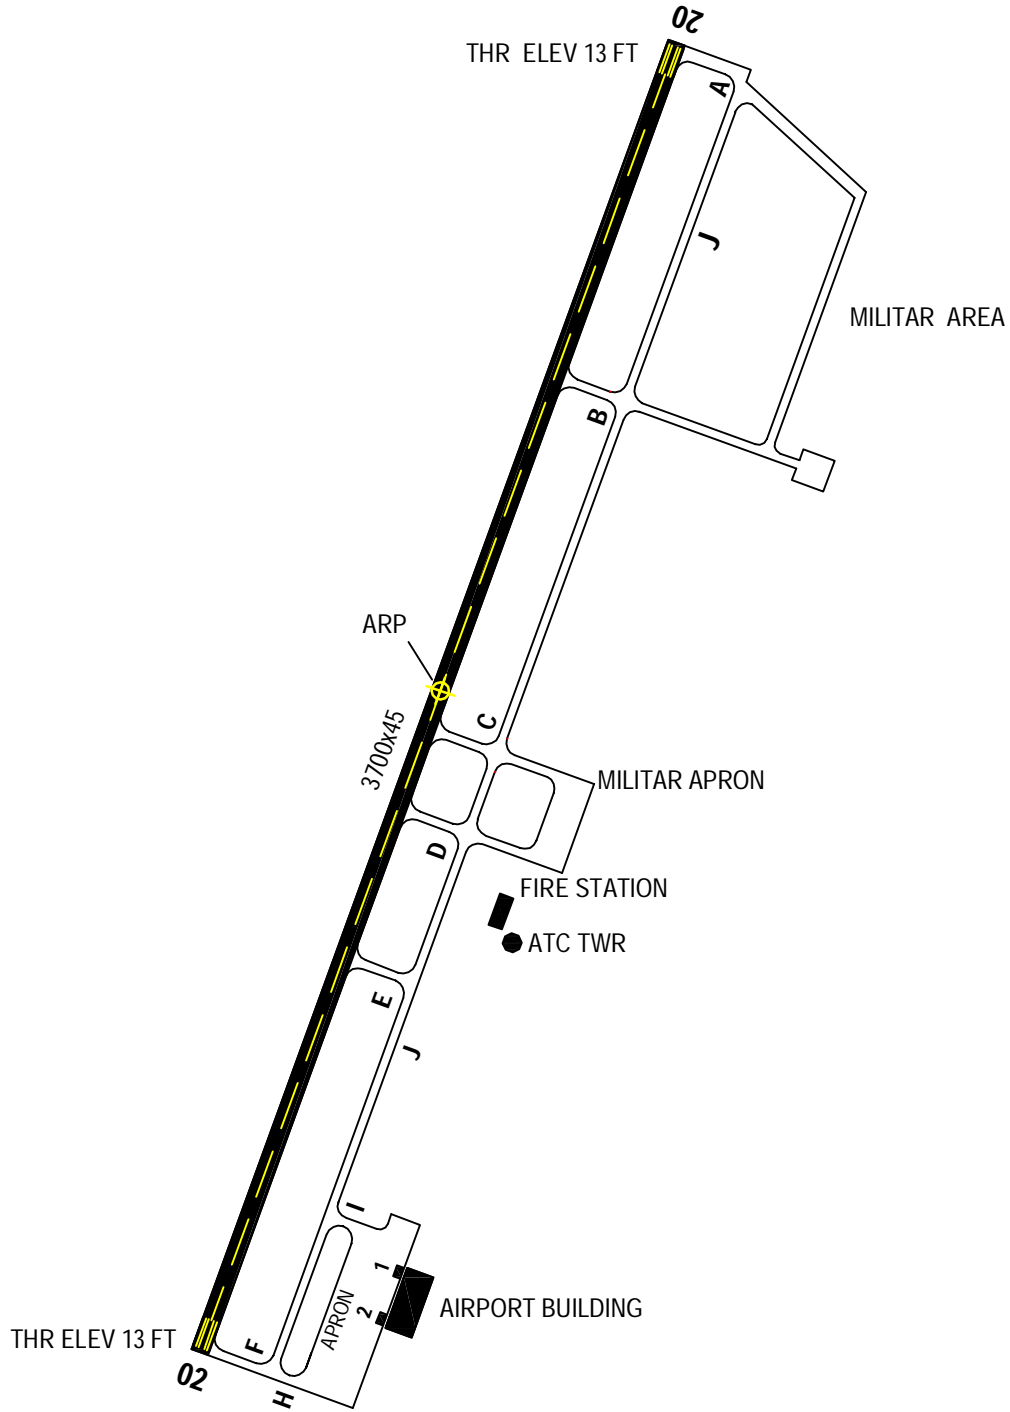 20
THR ELEV 13 FT
A
J
MILITAR AREA
B
ARP
C
3700x45
MILITAR APRON
D
FIRE STATION
ATC TWR
E
J
I
1
2
APRON
AIRPORT BUILDING
THR ELEV 13 FT
F
02
H